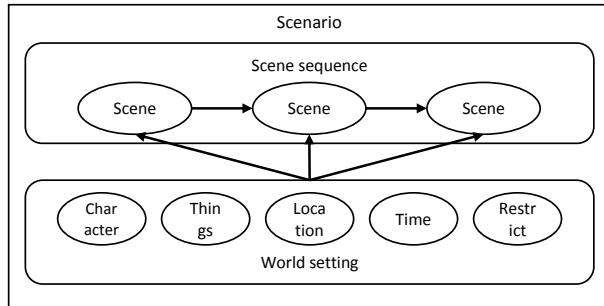 Scenario
Scene sequence
Scene
Scene
Scene
Char
acter
Thin
gs
Loca
tion
Time
Restr
ict
World setting